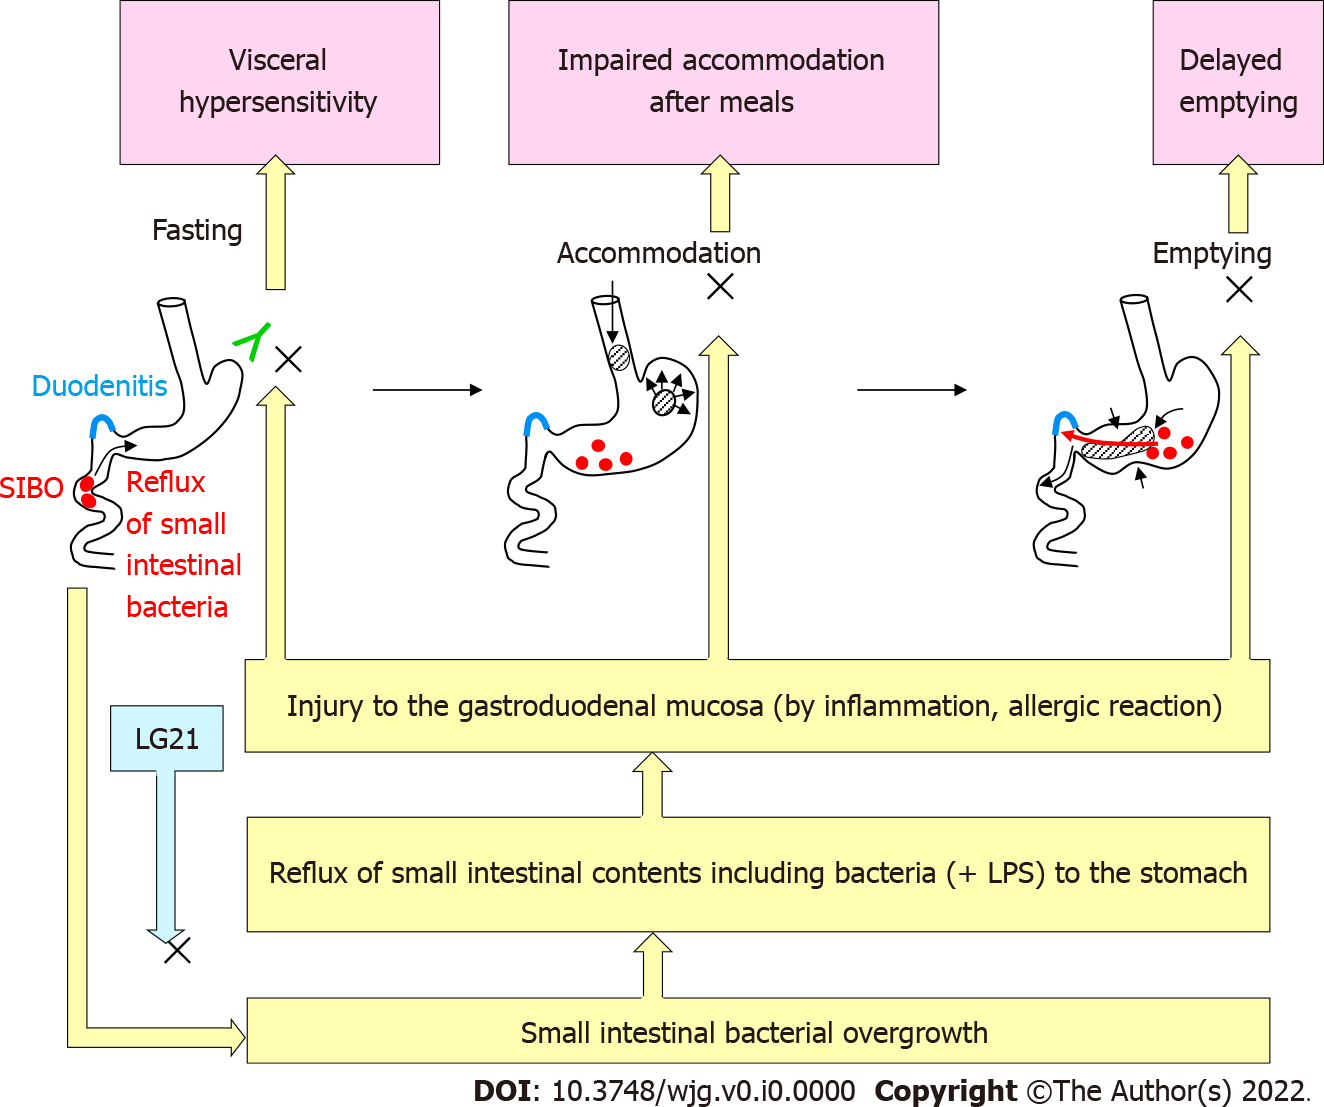 Visceral
hypersensitivity
Impaired accommodation
after meals
Delayed
emptying
Fasting
Accommodation
Emptying
Duodenitis
SIBO
Reflux
of small
intestinal
bacteria
Injury to the gastroduodenal mucosa (by inflammation, allergic reaction)
LG21
Reflux of small intestinal contents including bacteria (+ LPS) to the stomach
Small intestinal bacterial overgrowth
DOI: 10.3748/wjg.v0.i0.0000 Copyright ©The Author(s) 2022.